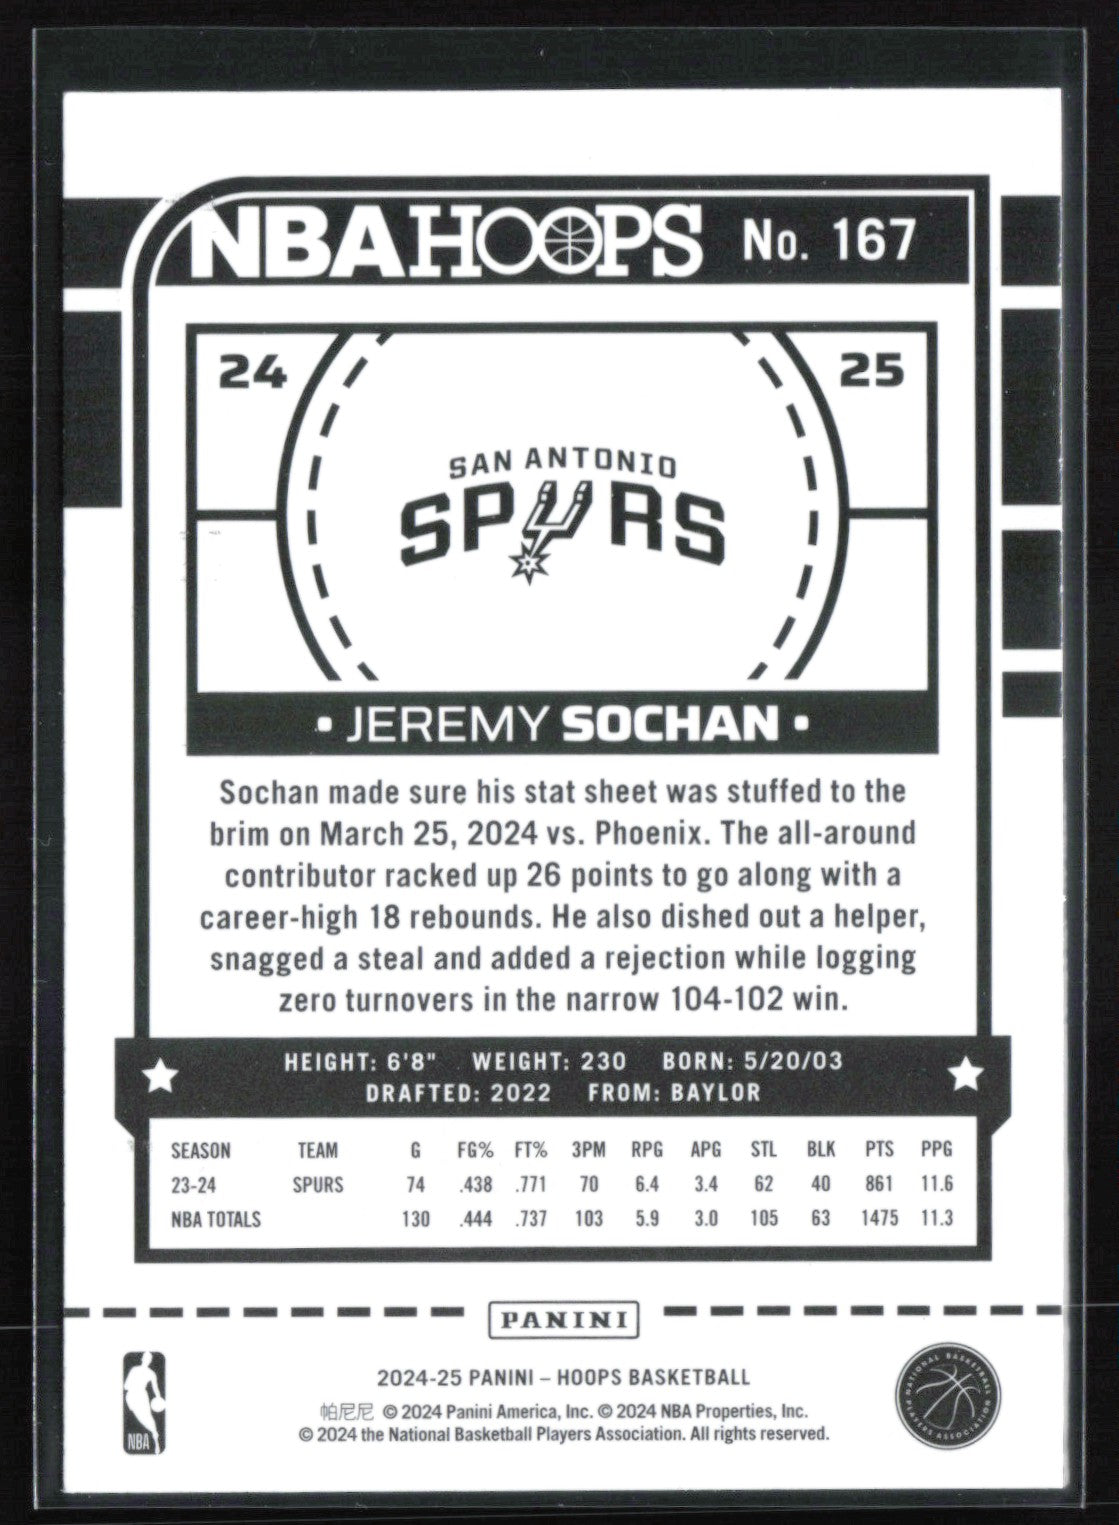 NBA HOOPS No. 167
24 25
SAN ANTONIO
SPURS
· JEREMY SOCHAN ·
Sochan made sure his stat sheet was stuffed to the
brim on March 25, 2024 vs. Phoenix. The all-around
contributor racked up 26 points to go along with a
career-high 18 rebounds. He also dished out a helper,
snagged a steal and added a rejection while logging
zero turnovers in the narrow 104-102 win.
HEIGHT: 6'8" WEIGHT: 230 BORN: 5/20/03
DRAFTED: 2022 FROM: BAYLOR
SEASON TEAM G FG% FT% 3PM RPG APG STL BLK PTS PPG
23-24 SPURS 74 .438 .771 70 6.4 3.4 62 40 861 11.6
NBA TOTALS 130 .444 .737 103 5.9 3.0 105 63 1475 11.3
PANINI
2024-25 PANINI – HOOPS BASKETBALL
帕尼尼 © 2024 Panini America, Inc. © 2024 NBA Properties, Inc.
© 2024 the National Basketball Players Association. All rights reserved.
NBA
NATIONAL BASKETBALL
PLAYERS ASSOCIATION